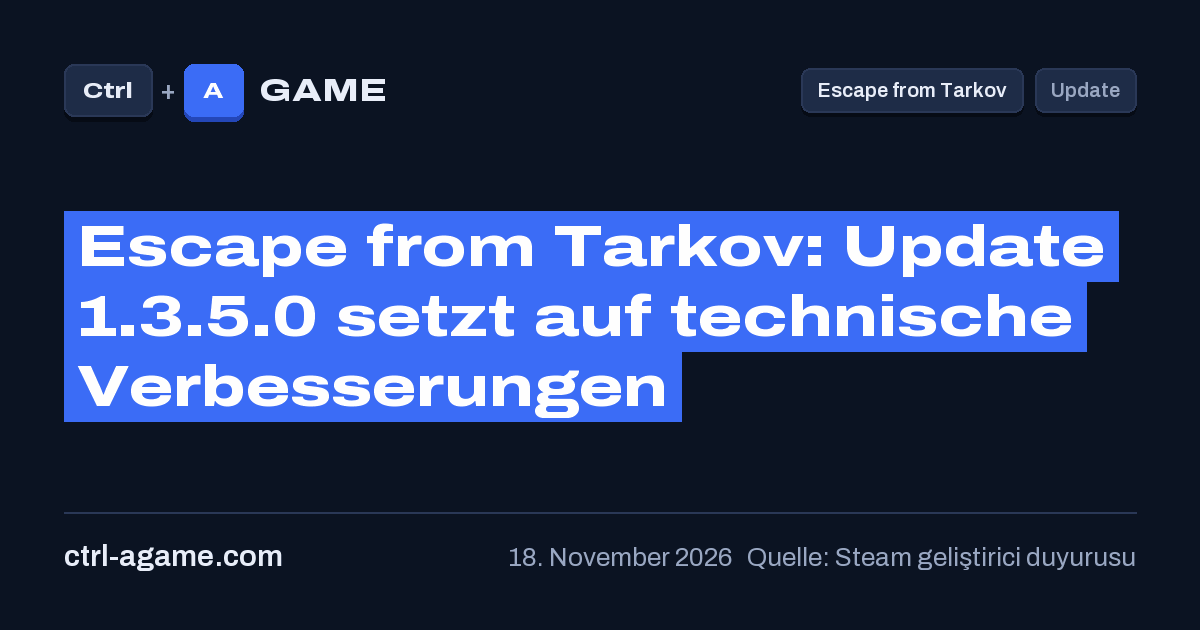 Ctrl + A GAME
Escape from Tarkov Update
Escape from Tarkov: Update
1.3.5.0 setzt auf technische
Verbesserungen
ctrl-agame.com
18. November 2026 Quelle: Steam geliştirici duyurusu